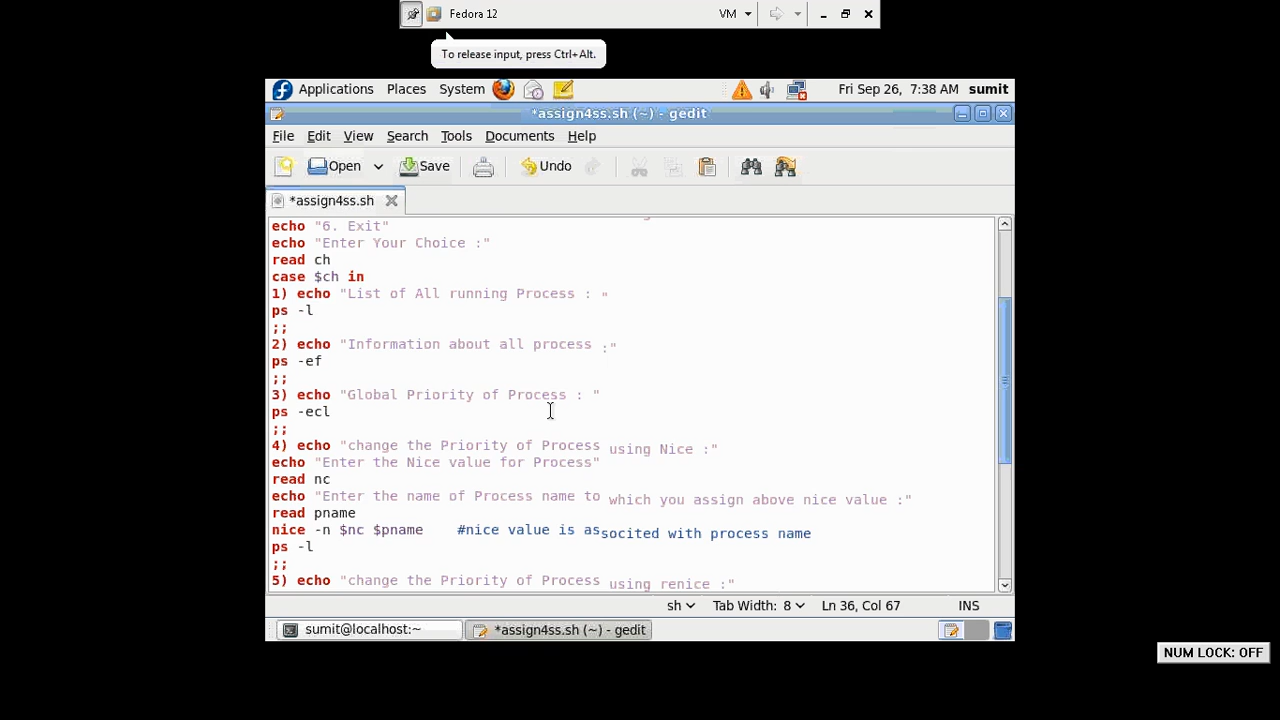 Fedora 12
VM
To release input, press Ctrl+Alt.
Applications Places System Fri Sep 26, 7:38 AM sumit
*assign4ss.sh (~) - gedit
File Edit View Search Tools Documents Help
Open Save Undo
*assign4ss.sh
echo "6. Exit"
echo "Enter Your Choice :"
read ch
case $ch in
1) echo "List of All running Process : "
ps -l
;;
2) echo "Information about all process :"
ps -ef
;;
3) echo "Global Priority of Process : "
ps -ecl
;;
4) echo "change the Priority of Process using Nice :"
echo "Enter the Nice value for Process"
read nc
echo "Enter the name of Process name to which you assign above nice value :"
read pname
nice -n $nc $pname #nice value is associted with process name
ps -l
;;
5) echo "change the Priority of Process using renice :"
sh Tab Width: 8 Ln 36, Col 67 INS
sumit@localhost:~ *assign4ss.sh (~) - gedit
NUM LOCK: OFF